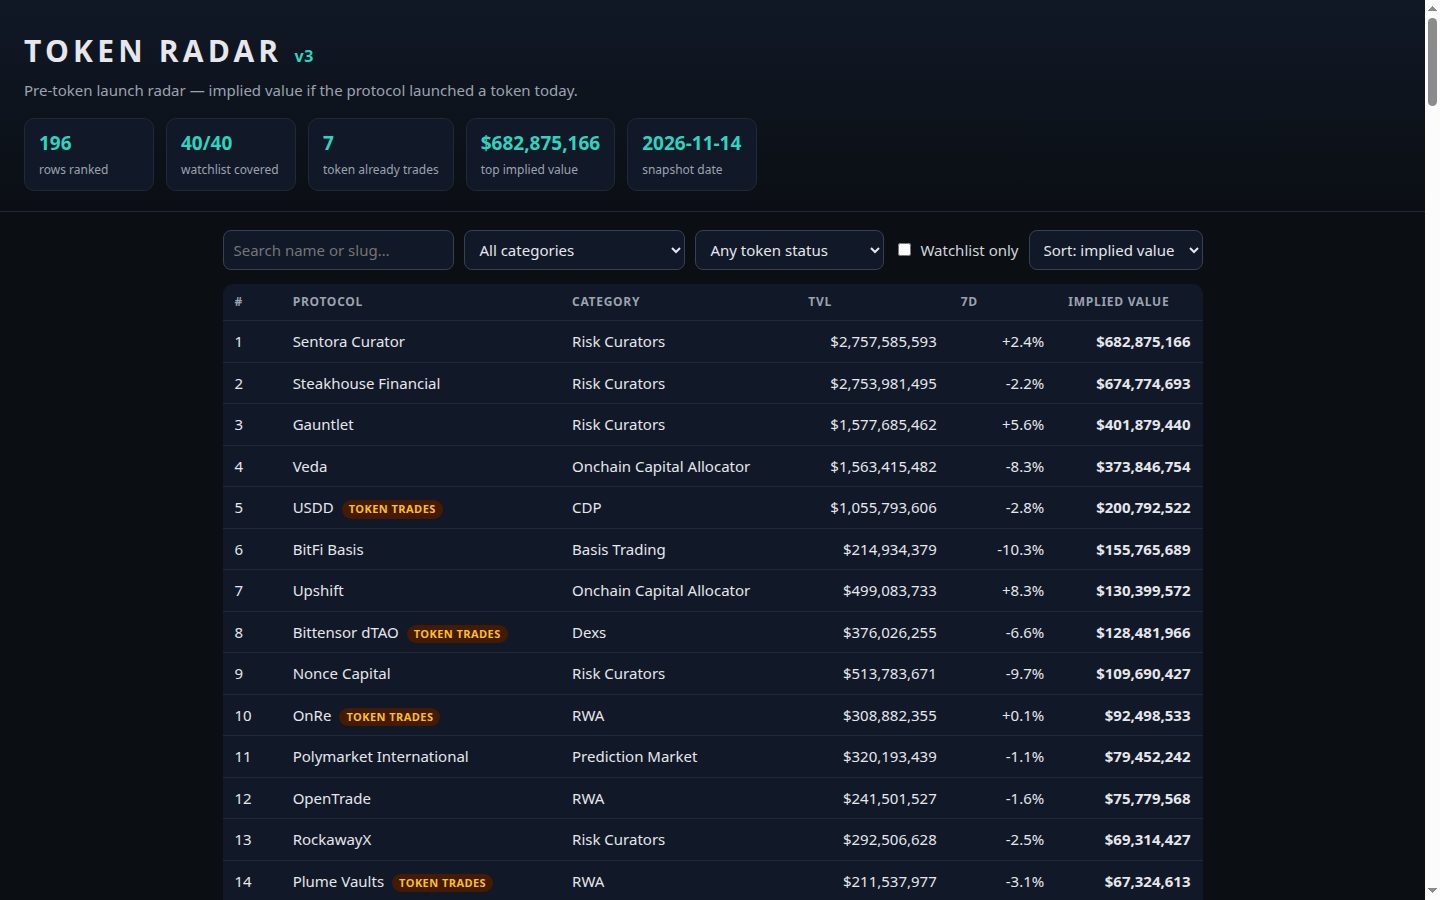 TOKEN RADAR v3
Pre-token launch radar — implied value if the protocol launched a token today.
196 40/40 7 $682,875,166 2026-11-14
rows ranked watchlist covered token already trades top implied value snapshot date
Search name or slug... All categories Any token status Watchlist only Sort: implied value
# PROTOCOL CATEGORY TVL 7D IMPLIED VALUE
1 Sentora Curator Risk Curators $2,757,585,593 +2.4% $682,875,166
2 Steakhouse Financial Risk Curators $2,753,981,495 -2.2% $674,774,693
3 Gauntlet Risk Curators $1,577,685,462 +5.6% $401,879,440
4 Veda Onchain Capital Allocator $1,563,415,482 -8.3% $373,846,754
5 USDD TOKEN TRADES CDP $1,055,793,606 -2.8% $200,792,522
6 BitFi Basis Basis Trading $214,934,379 -10.3% $155,765,689
7 Upshift Onchain Capital Allocator $499,083,733 +8.3% $130,399,572
8 Bittensor dTAO TOKEN TRADES Dexs $376,026,255 -6.6% $128,481,966
9 Nonce Capital Risk Curators $513,783,671 -9.7% $109,690,427
10 OnRe TOKEN TRADES RWA $308,882,355 +0.1% $92,498,533
11 Polymarket International Prediction Market $320,193,439 -1.1% $79,452,242
12 OpenTrade RWA $241,501,527 -1.6% $75,779,568
13 RockawayX Risk Curators $292,506,628 -2.5% $69,314,427
14 Plume Vaults TOKEN TRADES RWA $211,537,977 -3.1% $67,324,613